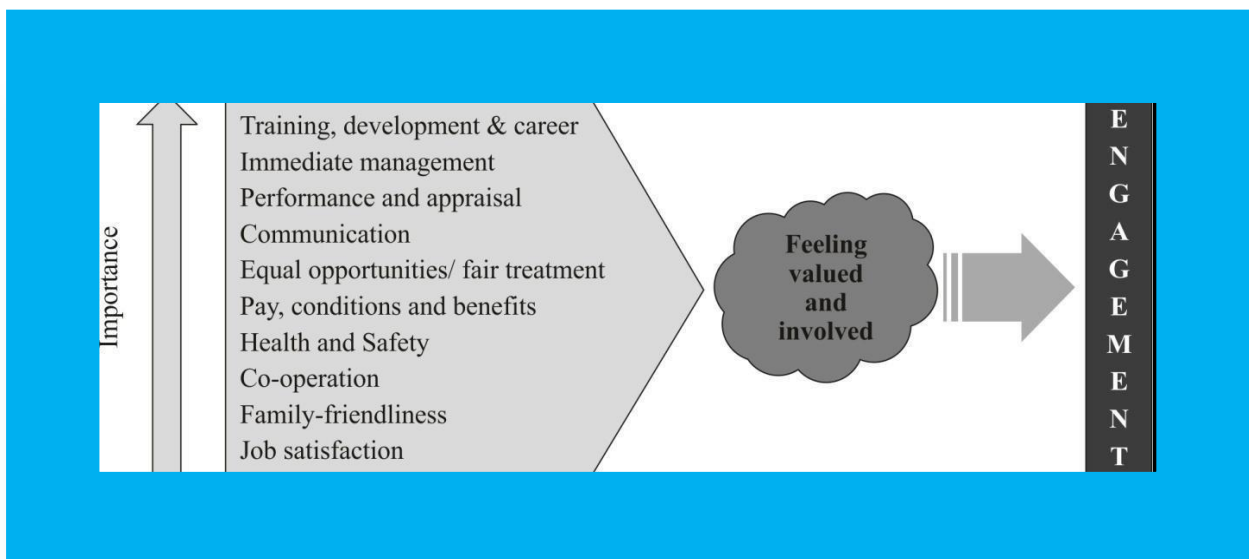 Importance
Training, development & career
Immediate management
Performance and appraisal
Communication
Equal opportunities/ fair treatment
Pay, conditions and benefits
Health and Safety
Co-operation
Family-friendliness
Job satisfaction
Feeling
valued
and
involved
ENGAGEMENT